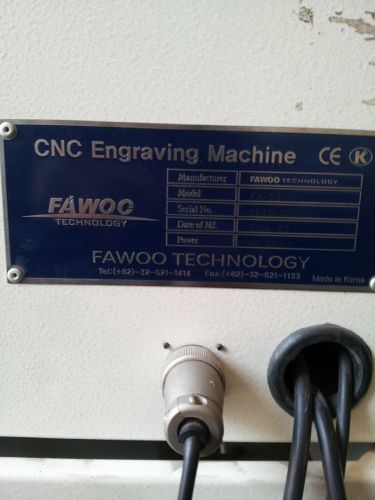 CNC Engraving Machine CE K
Manufacturer FAWOO TECHNOLOGY
Model
Serial No.
Date of Mf.
Power
FAWOO
TECHNOLOGY
FAWOO TECHNOLOGY
Tel:(+82)-32-621-1414 Fax:(+82)-32-621-1133
Made in Korea